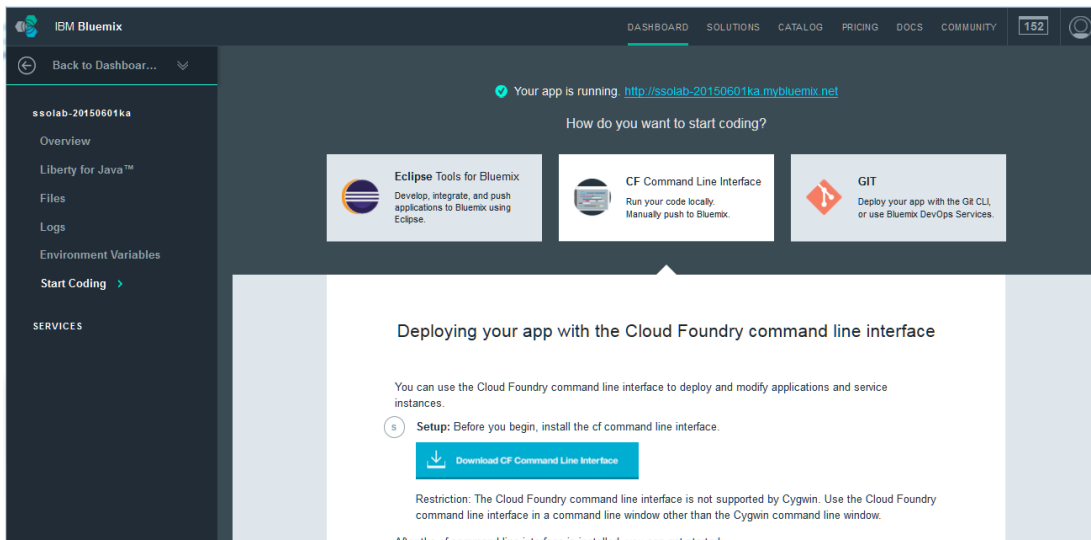 IBM Bluemix
DASHBOARD SOLUTIONS CATALOG PRICING DOCS COMMUNITY 152
Back to Dashboar...
ssolab-20150601ka
Overview
Liberty for Java™
Files
Logs
Environment Variables
Start Coding
SERVICES
Your app is running. http://ssolab-20150601ka.mybluemix.net
How do you want to start coding?
Eclipse Tools for Bluemix
Develop, integrate, and push
applications to Bluemix using
Eclipse.
CF Command Line Interface
Run your code locally.
Manually push to Bluemix.
GIT
Deploy your app with the Git CLI,
or use Bluemix DevOps Services.
Deploying your app with the Cloud Foundry command line interface
You can use the Cloud Foundry command line interface to deploy and modify applications and service
instances.
S Setup: Before you begin, install the cf command line interface.
Download CF Command Line Interface
Restriction: The Cloud Foundry command line interface is not supported by Cygwin. Use the Cloud Foundry
command line interface in a command line window other than the Cygwin command line window.